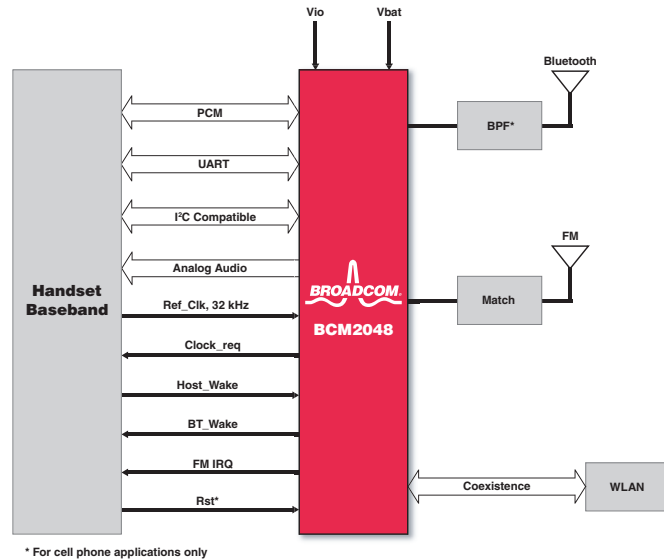 Vio
Vbat
Bluetooth
PCM
BPF*
UART
I²C Compatible
FM
Analog Audio
Handset
Baseband
BROADCOM®
Ref_Clk, 32 kHz
Match
BCM2048
Clock_req
Host_Wake
BT_Wake
FM IRQ
Coexistence
WLAN
Rst*
* For cell phone applications only